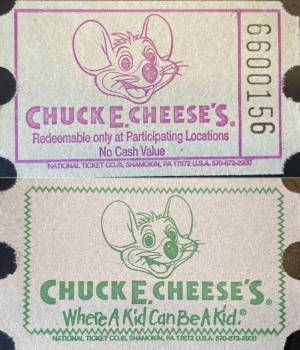 6600156
CHUCK E. CHEESE'S®
Redeemable only at Participating Locations
No Cash Value
NATIONAL TICKET CO.®, SHAMOKIN, PA 17872 U.S.A. 570-672-2900
CHUCK E. CHEESE'S®
Where A Kid Can Be A Kid.®
NATIONAL TICKET CO.®, SHAMOKIN, PA 17872 U.S.A. 570-672-2900